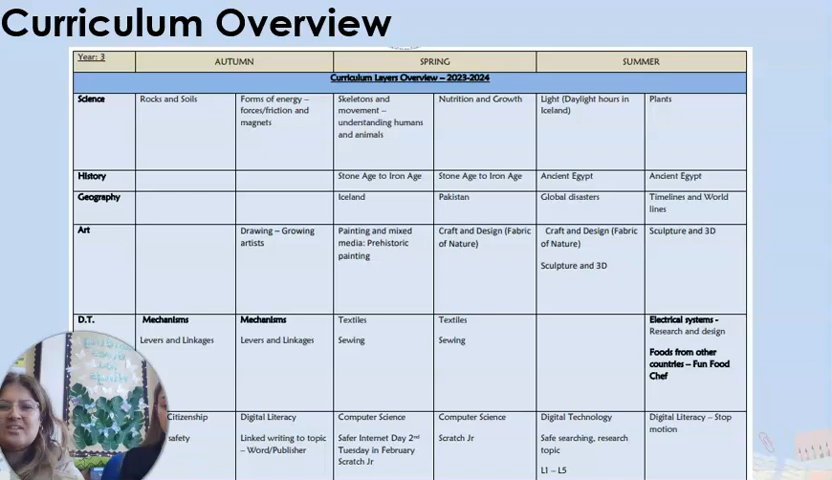 Curriculum Overview
Year: 3
AUTUMN
SPRING
SUMMER
Curriculum Layers Overview – 2023-2024
Science
Rocks and Soils
Forms of energy –
forces/friction and
magnets
Skeletons and
movement –
understanding humans
and animals
Nutrition and Growth
Light (Daylight hours in
Iceland)
Plants
History
Stone Age to Iron Age
Stone Age to Iron Age
Ancient Egypt
Ancient Egypt
Geography
Iceland
Pakistan
Global disasters
Timelines and World
lines
Art
Drawing – Growing
artists
Painting and mixed
media: Prehistoric
painting
Craft and Design (Fabric
of Nature)
Craft and Design (Fabric
of Nature)
Sculpture and 3D
Sculpture and 3D
D.T.
Mechanisms
Levers and Linkages
Mechanisms
Levers and Linkages
Textiles
Sewing
Textiles
Sewing
Electrical systems -
Research and design
Foods from other
countries – Fun Food
Chef
Citizenship
safety
Digital Literacy
Linked writing to topic
– Word/Publisher
Computer Science
Safer Internet Day 2nd
Tuesday in February
Scratch Jr
Computer Science
Scratch Jr
Digital Technology
Safe searching, research
topic
L1 – L5
Digital Literacy – Stop
motion